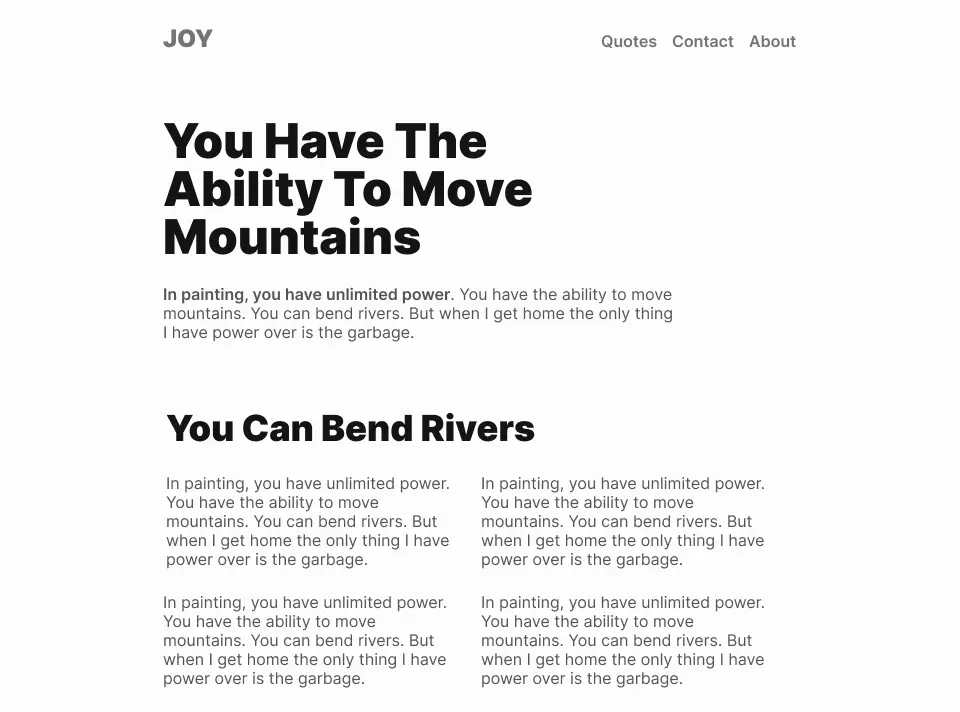 JOY
Quotes Contact About
You Have The
Ability To Move
Mountains
In painting, you have unlimited power. You have the ability to move
mountains. You can bend rivers. But when I get home the only thing
I have power over is the garbage.
You Can Bend Rivers
In painting, you have unlimited power.
You have the ability to move
mountains. You can bend rivers. But
when I get home the only thing I have
power over is the garbage.
In painting, you have unlimited power.
You have the ability to move
mountains. You can bend rivers. But
when I get home the only thing I have
power over is the garbage.
In painting, you have unlimited power.
You have the ability to move
mountains. You can bend rivers. But
when I get home the only thing I have
power over is the garbage.
In painting, you have unlimited power.
You have the ability to move
mountains. You can bend rivers. But
when I get home the only thing I have
power over is the garbage.